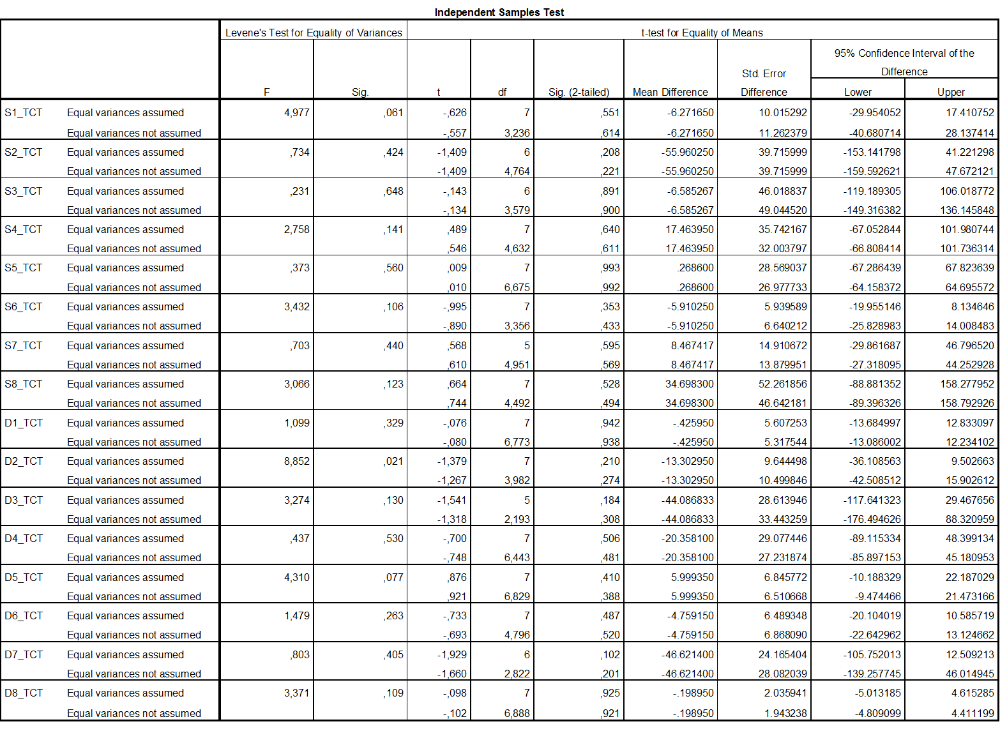 Independent Samples Test
Levene's Test for Equality of Variances t-test for Equality of Means
95% Confidence Interval of the
Difference
Std. Error
F Sig. t df Sig. (2-tailed) Mean Difference Difference Lower Upper
S1_TCT Equal variances assumed 4,977 ,061 -,626 7 ,551 -6.271650 10.015292 -29.954052 17.410752
Equal variances not assumed -,557 3,236 ,614 -6.271650 11.262379 -40.680714 28.137414
S2_TCT Equal variances assumed ,734 ,424 -1,409 6 ,208 -55.960250 39.715999 -153.141798 41.221298
Equal variances not assumed -1,409 4,764 ,221 -55.960250 39.715999 -159.592621 47.672121
S3_TCT Equal variances assumed ,231 ,648 -,143 6 ,891 -6.585267 46.018837 -119.189305 106.018772
Equal variances not assumed -,134 3,579 ,900 -6.585267 49.044520 -149.316382 136.145848
S4_TCT Equal variances assumed 2,758 ,141 ,489 7 ,640 17.463950 35.742167 -67.052844 101.980744
Equal variances not assumed ,546 4,632 ,611 17.463950 32.003797 -66.808414 101.736314
S5_TCT Equal variances assumed ,373 ,560 ,009 7 ,993 .268600 28.569037 -67.286439 67.823639
Equal variances not assumed ,010 6,675 ,992 .268600 26.977733 -64.158372 64.695572
S6_TCT Equal variances assumed 3,432 ,106 -,995 7 ,353 -5.910250 5.939589 -19.955146 8.134646
Equal variances not assumed -,890 3,356 ,433 -5.910250 6.640212 -25.828983 14.008483
S7_TCT Equal variances assumed ,703 ,440 ,568 5 ,595 8.467417 14.910672 -29.861687 46.796520
Equal variances not assumed ,610 4,951 ,569 8.467417 13.879951 -27.318095 44.252928
S8_TCT Equal variances assumed 3,066 ,123 ,664 7 ,528 34.698300 52.261856 -88.881352 158.277952
Equal variances not assumed ,744 4,492 ,494 34.698300 46.642181 -89.396326 158.792926
D1_TCT Equal variances assumed 1,099 ,329 -,076 7 ,942 -.425950 5.607253 -13.684997 12.833097
Equal variances not assumed -,080 6,773 ,938 -.425950 5.317544 -13.086002 12.234102
D2_TCT Equal variances assumed 8,852 ,021 -1,379 7 ,210 -13.302950 9.644498 -36.108563 9.502663
Equal variances not assumed -1,267 3,982 ,274 -13.302950 10.499846 -42.508512 15.902612
D3_TCT Equal variances assumed 3,274 ,130 -1,541 5 ,184 -44.086833 28.613946 -117.641323 29.467656
Equal variances not assumed -1,318 2,193 ,308 -44.086833 33.443259 -176.494626 88.320959
D4_TCT Equal variances assumed ,437 ,530 -,700 7 ,506 -20.358100 29.077446 -89.115334 48.399134
Equal variances not assumed -,748 6,443 ,481 -20.358100 27.231874 -85.897153 45.180953
D5_TCT Equal variances assumed 4,310 ,077 ,876 7 ,410 5.999350 6.845772 -10.188329 22.187029
Equal variances not assumed ,921 6,829 ,388 5.999350 6.510668 -9.474466 21.473166
D6_TCT Equal variances assumed 1,479 ,263 -,733 7 ,487 -4.759150 6.489348 -20.104019 10.585719
Equal variances not assumed -,693 4,796 ,520 -4.759150 6.868090 -22.642962 13.124662
D7_TCT Equal variances assumed ,803 ,405 -1,929 6 ,102 -46.621400 24.165404 -105.752013 12.509213
Equal variances not assumed -1,660 2,822 ,201 -46.621400 28.082039 -139.257745 46.014945
D8_TCT Equal variances assumed 3,371 ,109 -,098 7 ,925 -.198950 2.035941 -5.013185 4.615285
Equal variances not assumed -,102 6,888 ,921 -.198950 1.943238 -4.809099 4.411199